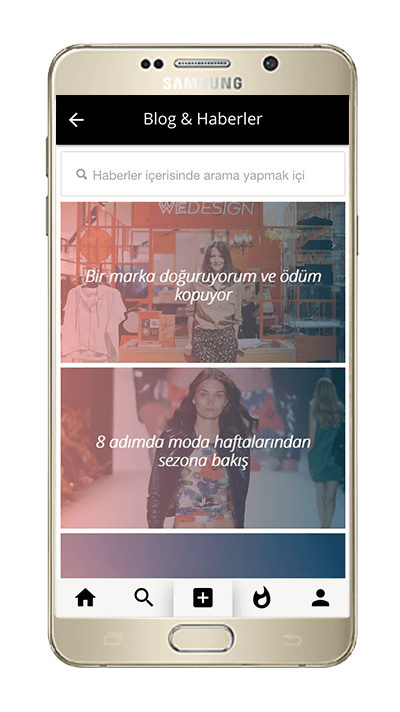 SAMSUNG
Blog & Haberler
Haberler içerisinde arama yapmak içi
WEDESIGN
Bir marka doğuruyorum ve ödüm
kopuyor
8 adımda moda haftalarından
sezona bakış